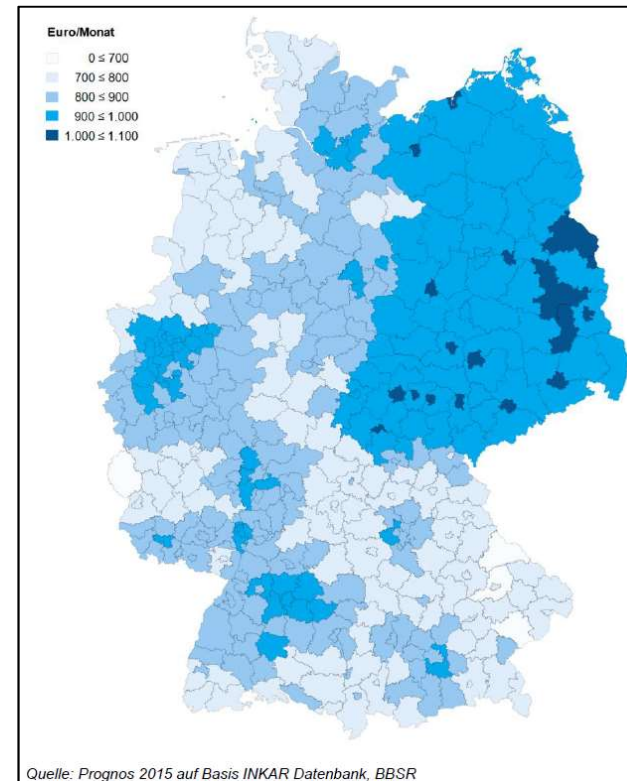 Euro/Monat
0 ≤ 700
700 ≤ 800
800 ≤ 900
900 ≤ 1.000
1.000 ≤ 1.100
Quelle: Prognos 2015 auf Basis INKAR Datenbank, BBSR